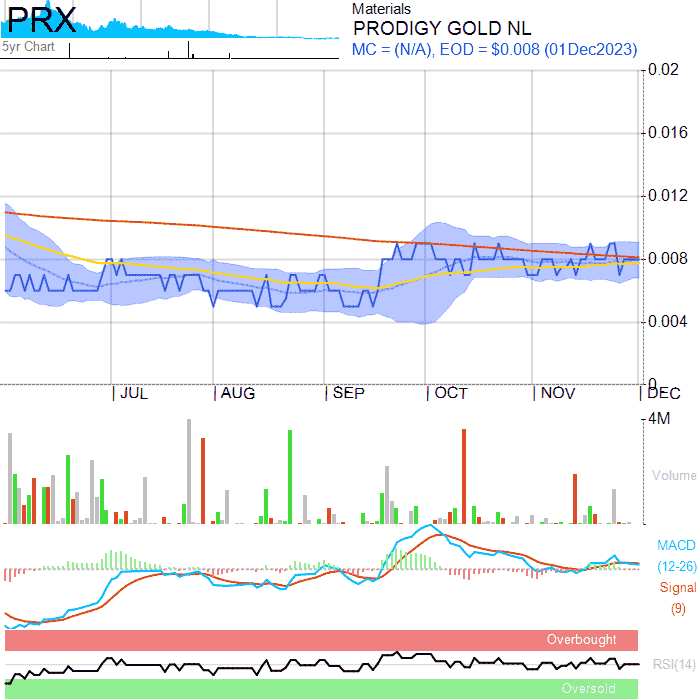 PRX
5yr Chart
Materials
PRODIGY GOLD NL
MC = (N/A), EOD = $0.008 (01Dec2023)
0.02
0.016
0.012
0.008
0.004
0
JUL AUG SEP OCT NOV DEC
4M
Volume
MACD
(12-26)
Signal
(9)
Overbought
RSI(14)
Oversold